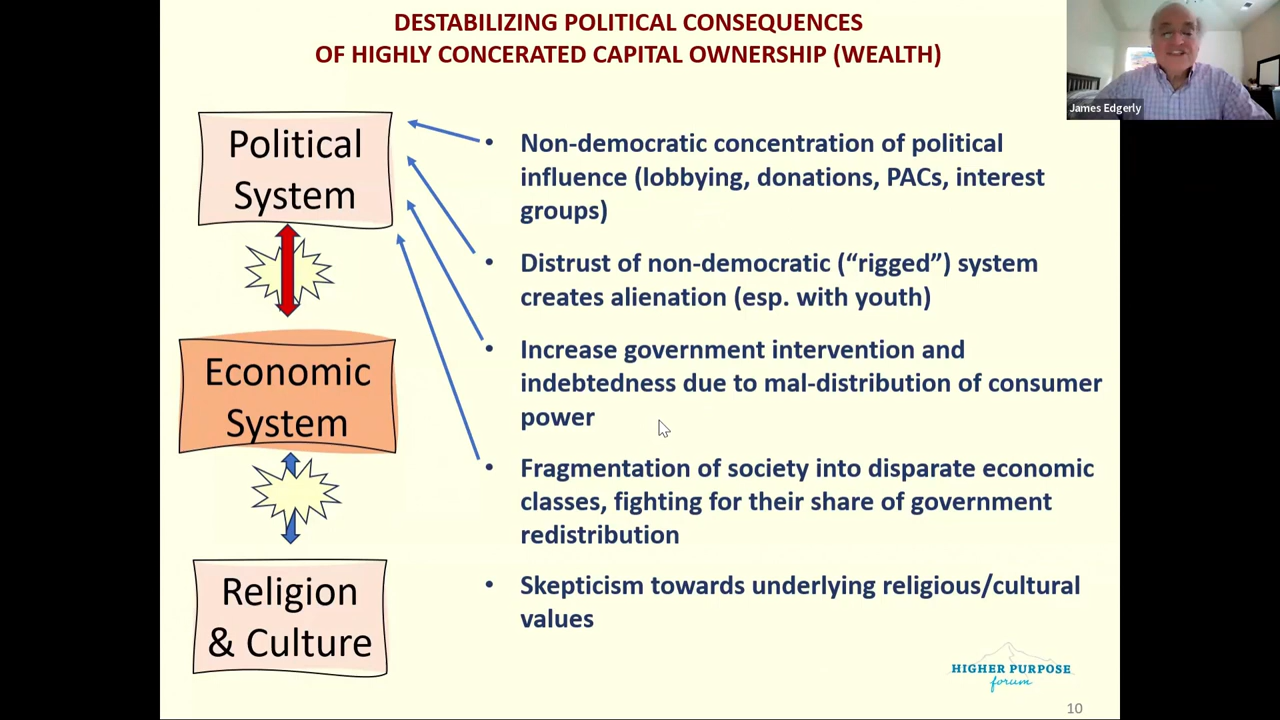 DESTABILIZING POLITICAL CONSEQUENCES
OF HIGHLY CONCERATED CAPITAL OWNERSHIP (WEALTH)
James Edgerly
Political
System
Economic
System
Religion
& Culture
• Non-democratic concentration of political
influence (lobbying, donations, PACs, interest
groups)
• Distrust of non-democratic (“rigged”) system
creates alienation (esp. with youth)
• Increase government intervention and
indebtedness due to mal-distribution of consumer
power
• Fragmentation of society into disparate economic
classes, fighting for their share of government
redistribution
• Skepticism towards underlying religious/cultural
values
HIGHER PURPOSE
forum
10